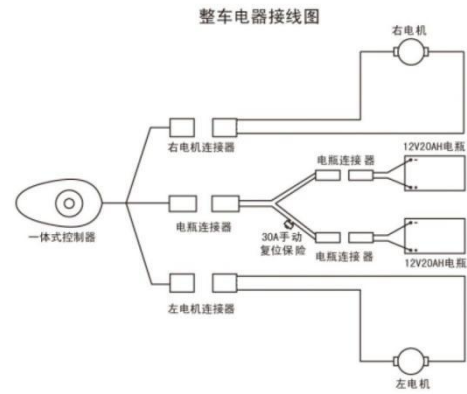 整车电器接线图
右电机
右电机连接器
电瓶连接器
12V20AH电瓶
一体式控制器
电瓶连接器
30A手动
复位保险
电瓶连接器
12V20AH电瓶
左电机连接器
左电机